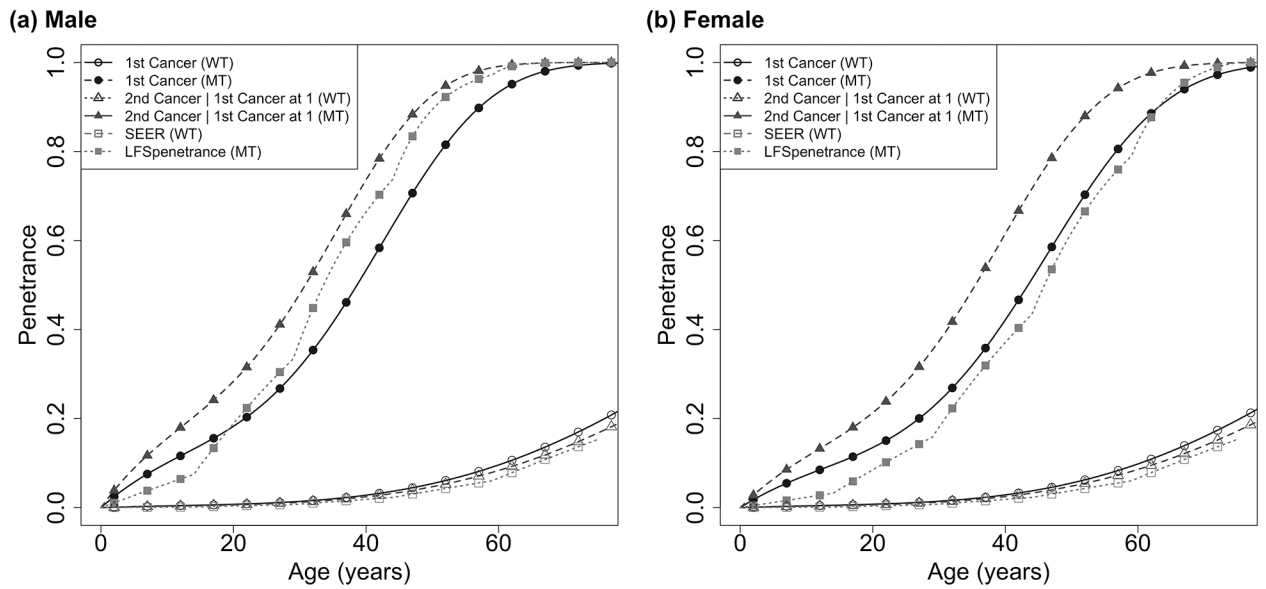 (a) Male
1st Cancer (WT)
1st Cancer (MT)
2nd Cancer | 1st Cancer at 1 (WT)
2nd Cancer | 1st Cancer at 1 (MT)
SEER (WT)
LFSpenetrance (MT)
Penetrance
0.0
0.2
0.4
0.6
0.8
1.0
0
20
40
60
Age (years)
(b) Female
1st Cancer (WT)
1st Cancer (MT)
2nd Cancer | 1st Cancer at 1 (WT)
2nd Cancer | 1st Cancer at 1 (MT)
SEER (WT)
LFSpenetrance (MT)
Penetrance
0.0
0.2
0.4
0.6
0.8
1.0
0
20
40
60
Age (years)